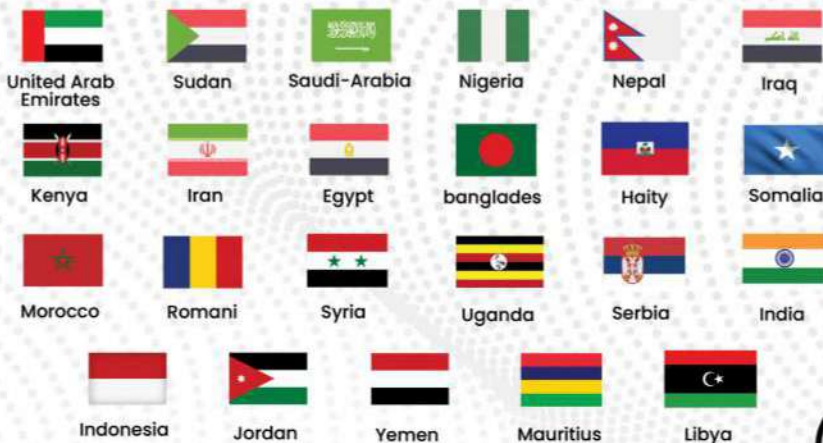 United Arab
Emirates
Sudan
Saudi-Arabia
Nigeria
Nepal
Iraq
Kenya
Iran
Egypt
banglades
Haity
Somalia
Morocco
Romani
Syria
Uganda
Serbia
India
Indonesia
Jordan
Yemen
Mauritius
Libya